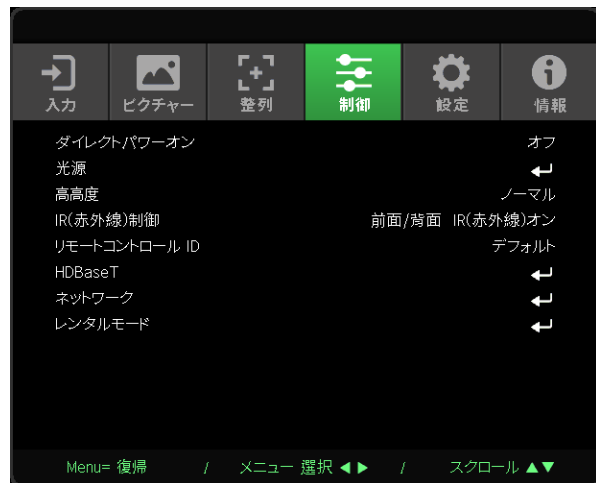 入力 ピクチャー 整列 制御 設定 情報
ダイレクトパワーオン オフ
光源
高高度 ノーマル
IR(赤外線)制御 前面/背面 IR(赤外線)オン
リモートコントロール ID デフォルト
HDBaseT
ネットワーク
レンタルモード
Menu= 復帰 / メニュー 選択 ◀ ▶ / スクロール ▲▼